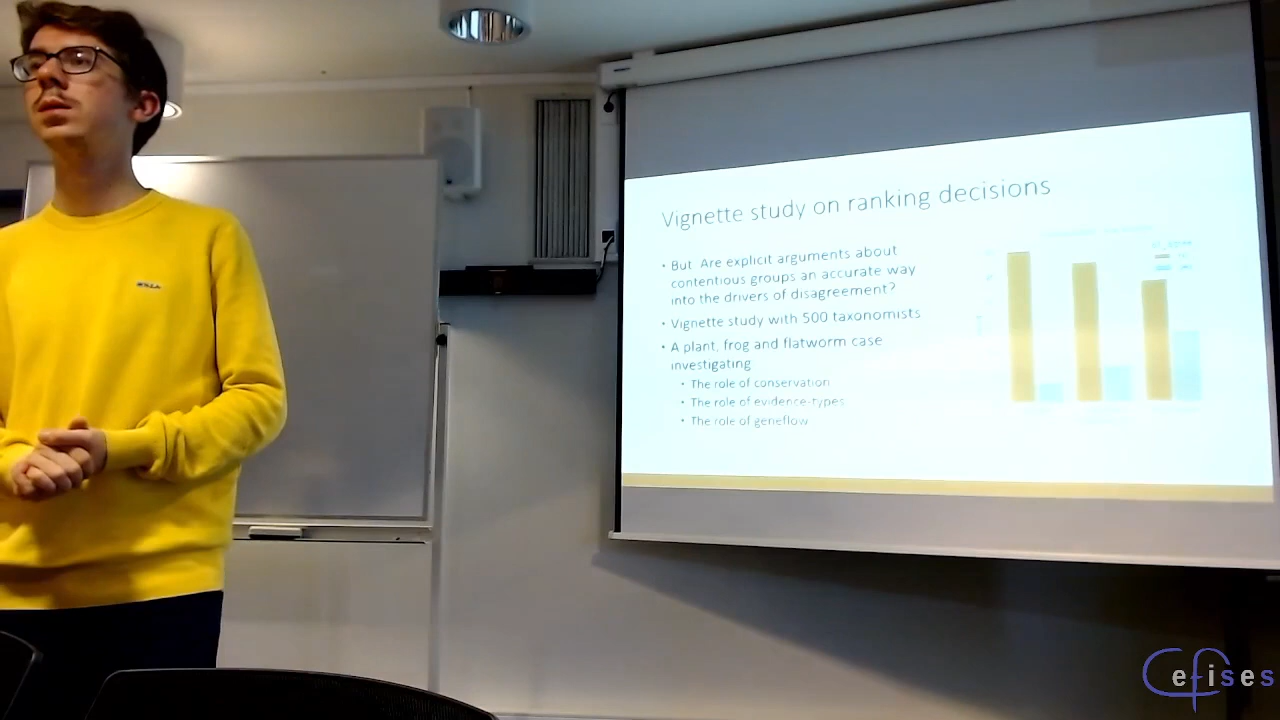 Vignette study on ranking decisions
• But Are explicit arguments about
contentious groups an accurate way
into the drivers of disagreement?
• Vignette study with 500 taxonomists
• A plant, frog and flatworm case
investigating
• The role of conservation
• The role of evidence-types
• The role of geneflow
Cefises